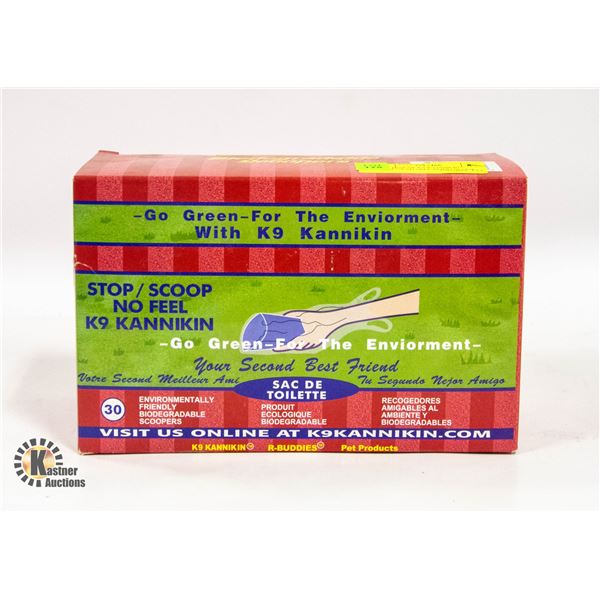 -Go Green-For The Enviorment-
With K9 Kannikin
STOP/ SCOOP
NO FEEL
K9 KANNIKIN
-Go Green-For The Enviorment-
Your Second Best Friend
Votre Second Meilleur Ami
Tu Segundo Nejor Amigo
SAC DE
TOILETTE
30
ENVIRONMENTALLY
FRIENDLY
BIODEGRADABLE
SCOOPERS
PRODUIT
ECOLOGIQUE
BIODEGRADABLE
RECOGEDORES
AMIGABLES AL
AMBIENTE Y
BIODEGRADABLES
VISIT US ONLINE AT K9KANNIKIN.COM
K9 KANNIKIN® R-BUDDIES® Pet Products
Kastner
Auctions